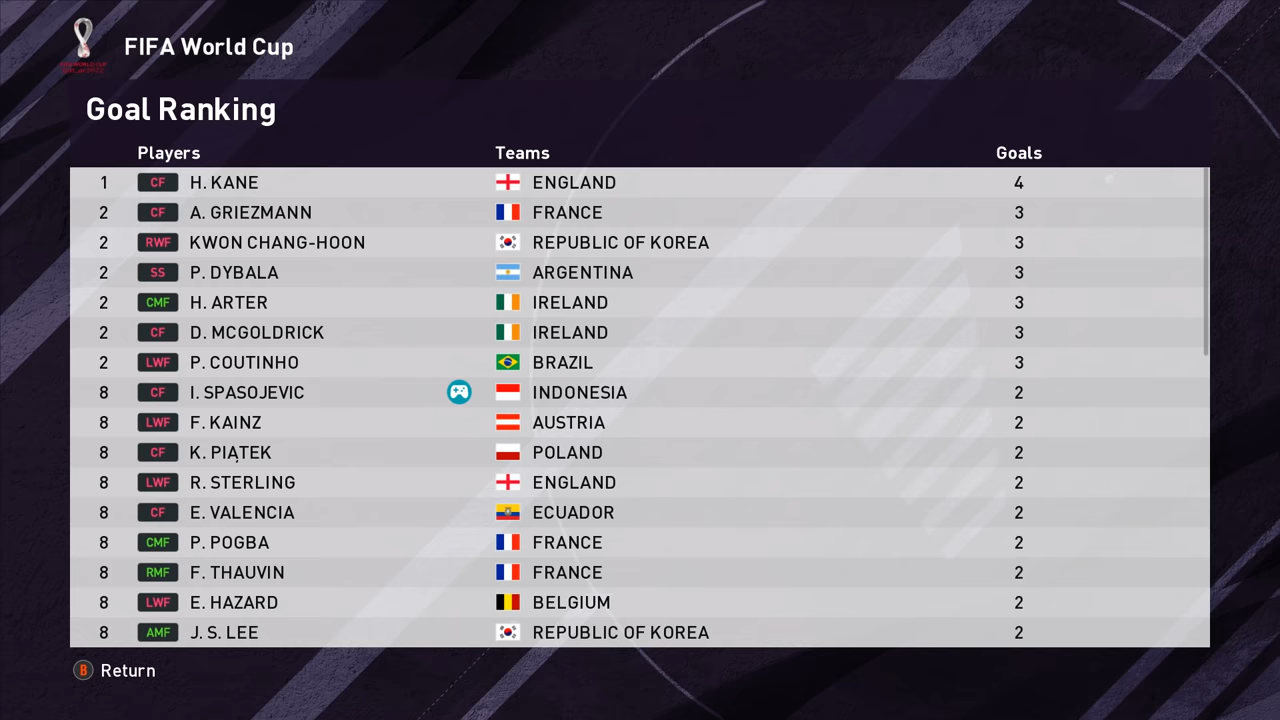 FIFA World Cup
Goal Ranking
Players Teams Goals
1 CF H. KANE ENGLAND 4
2 CF A. GRIEZMANN FRANCE 3
2 RWF KWON CHANG-HOON REPUBLIC OF KOREA 3
2 SS P. DYBALA ARGENTINA 3
2 CMF H. ARTER IRELAND 3
2 CF D. MCGOLDRICK IRELAND 3
2 LWF P. COUTINHO BRAZIL 3
8 CF I. SPASOJEVIC INDONESIA 2
8 LWF F. KAINZ AUSTRIA 2
8 CF K. PIĄTEK POLAND 2
8 LWF R. STERLING ENGLAND 2
8 CF E. VALENCIA ECUADOR 2
8 CMF P. POGBA FRANCE 2
8 RMF F. THAUVIN FRANCE 2
8 LWF E. HAZARD BELGIUM 2
8 AMF J. S. LEE REPUBLIC OF KOREA 2
B Return